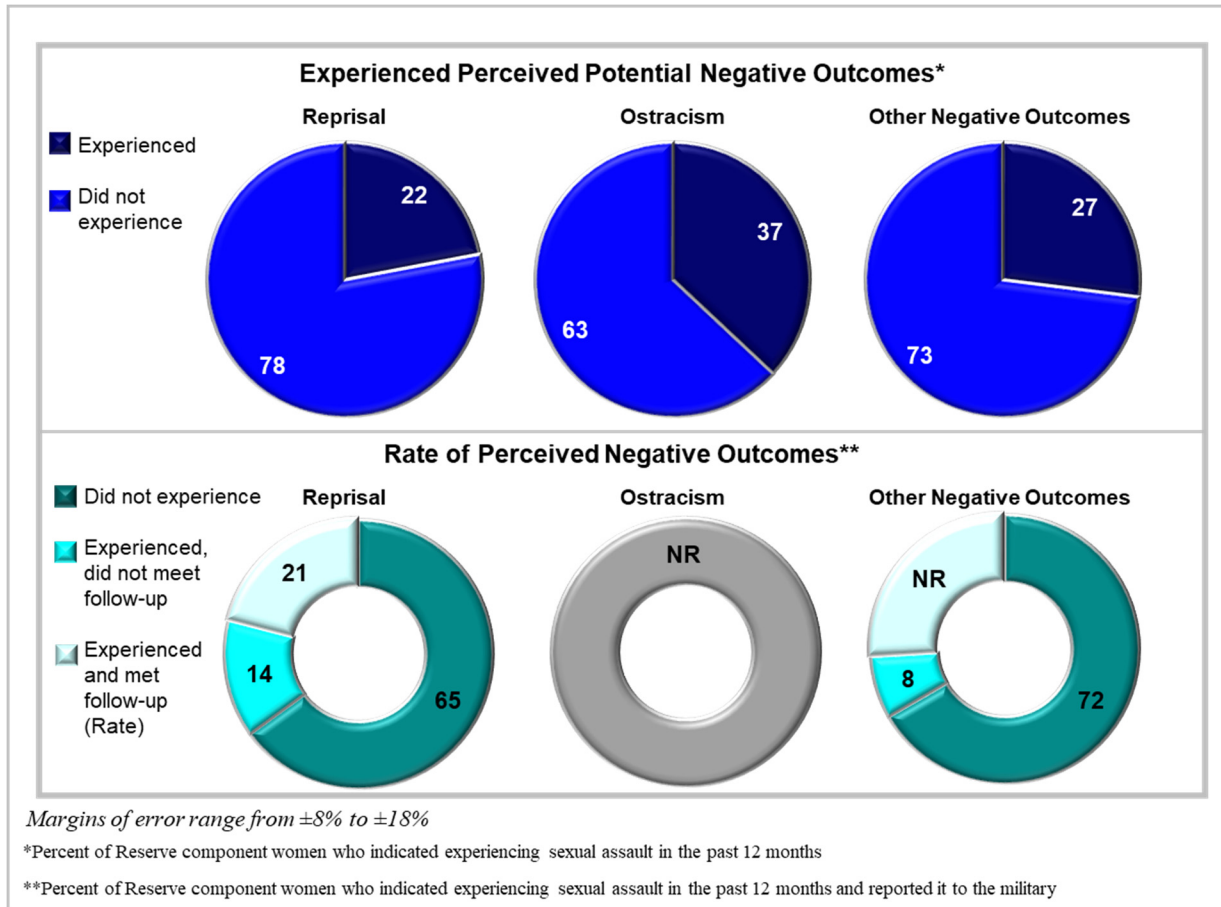 Experienced Perceived Potential Negative Outcomes*
Reprisal
Ostracism
Other Negative Outcomes
Experienced
Did not
experience
22
78
37
63
27
73
Rate of Perceived Negative Outcomes**
Did not experience
Experienced,
did not meet
follow-up
Experienced
and met
follow-up
(Rate)
Reprisal
Ostracism
Other Negative Outcomes
21
14
65
NR
NR
8
72
Margins of error range from ±8% to ±18%
*Percent of Reserve component women who indicated experiencing sexual assault in the past 12 months
**Percent of Reserve component women who indicated experiencing sexual assault in the past 12 months and reported it to the military